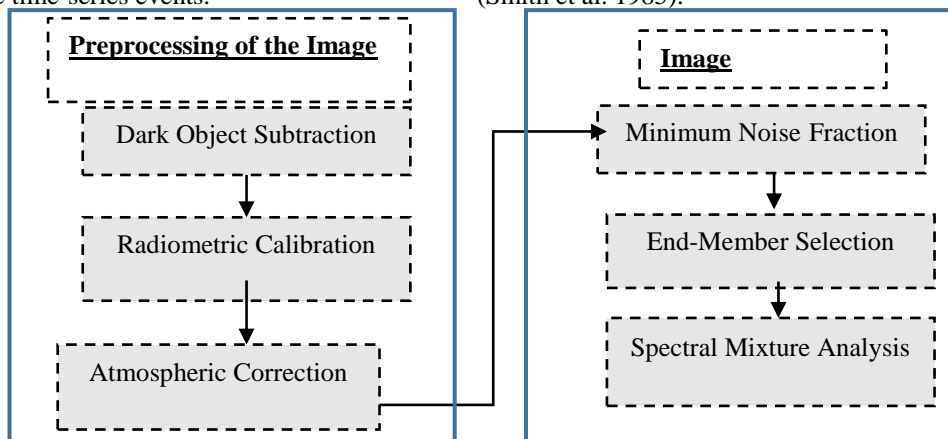 time-series events.
(Smith et al. 1985).
Preprocessing of the Image
Dark Object Subtraction
Radiometric Calibration
Atmospheric Correction
Image
Minimum Noise Fraction
End-Member Selection
Spectral Mixture Analysis